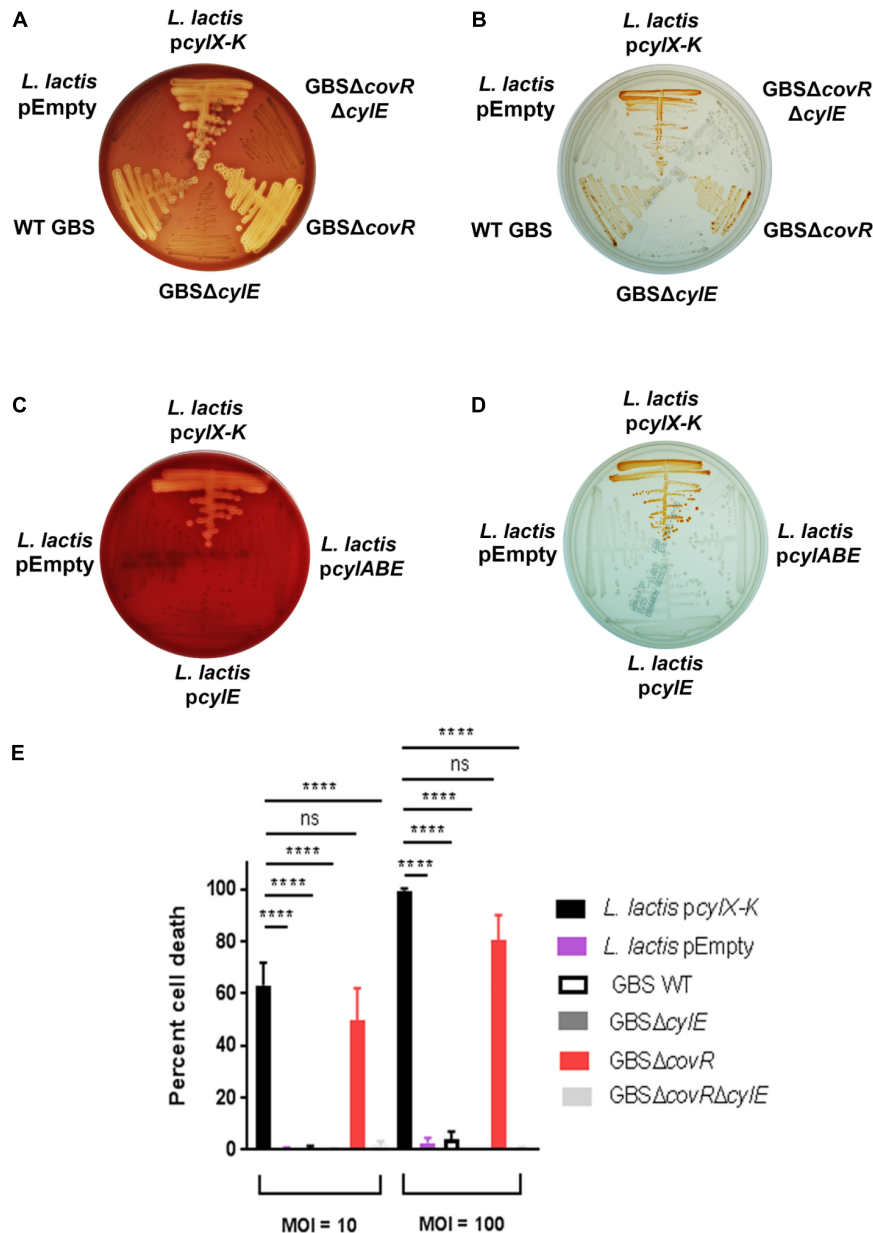 A
L. lactis
pcylX-K
L. lactis
pEmpty
GBSΔcovR
ΔcylE
WT GBS
GBSΔcovR
GBSΔcylE
B
L. lactis
pcylX-K
L. lactis
pEmpty
GBSΔcovR
ΔcylE
WT GBS
GBSΔcovR
GBSΔcylE
C
L. lactis
pcylX-K
L. lactis
pEmpty
L. lactis
pcylABE
L. lactis
pcylE
D
L. lactis
pcylX-K
L. lactis
pEmpty
L. lactis
pcylABE
L. lactis
pcylE
E
****
ns
****
****
****
****
ns
****
****
****
Percent cell death
100
80
60
40
20
0
MOI = 10
MOI = 100
L. lactis pcylX-K
L. lactis pEmpty
GBS WT
GBSΔcylE
GBSΔcovR
GBSΔcovRΔcylE